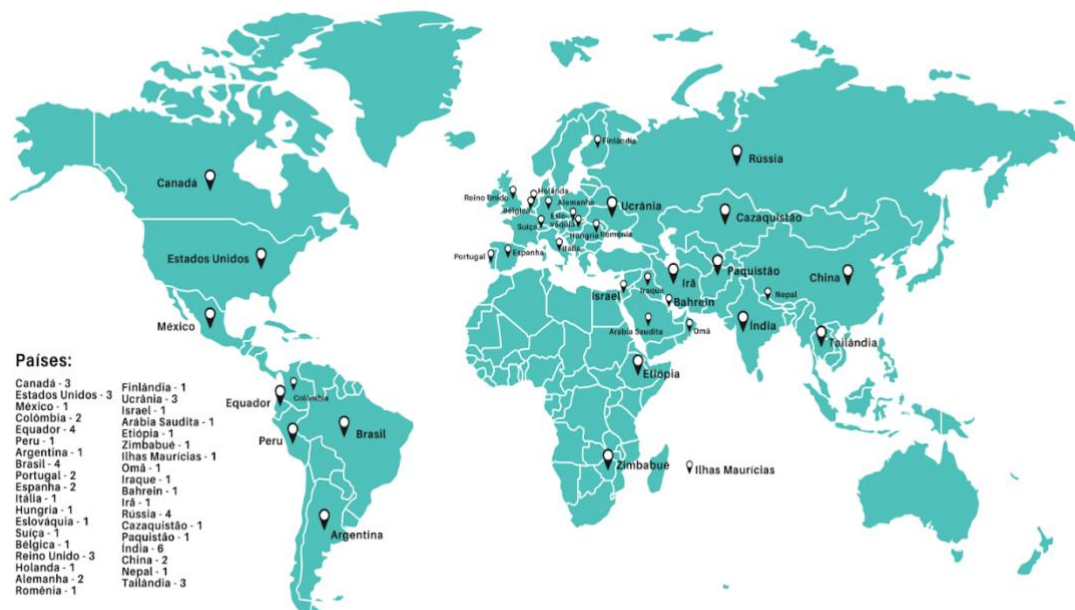 Finlândia
Rússia
Canadá
Reino Unido
Holânda
Bélgica
Alemanha
Ucrânia
Eslo-
váquia
Cazaquistão
Suíça
Hungria
Romênia
Itália
Estados Unidos
Portugal
Espanha
Israel
Iraque
Irã
Paquistão
China
Bahrein
Nepal
México
Arábia Saudita
Omã
Índia
Tailândia
Etiópia
Equador
Colômbia
Peru
Brasil
Zimbabué
Ilhas Maurícias
Argentina
Países:
Canadá - 3
Estados Unidos - 3
México - 1
Colômbia - 2
Equador - 4
Peru - 1
Argentina - 1
Brasil - 4
Portugal - 2
Espanha - 2
Itália - 1
Hungria - 1
Eslováquia - 1
Suíça - 1
Bélgica - 1
Reino Unido - 3
Holanda - 1
Alemanha - 2
Romênia - 1
Finlândia - 1
Ucrânia - 3
Israel - 1
Arábia Saudita - 1
Etiópia - 1
Zimbabué - 1
Ilhas Maurícias - 1
Omã - 1
Iraque - 1
Bahrein - 1
Irã - 1
Rússia - 4
Cazaquistão - 1
Paquistão - 1
Índia - 6
China - 2
Nepal - 1
Tailândia - 3